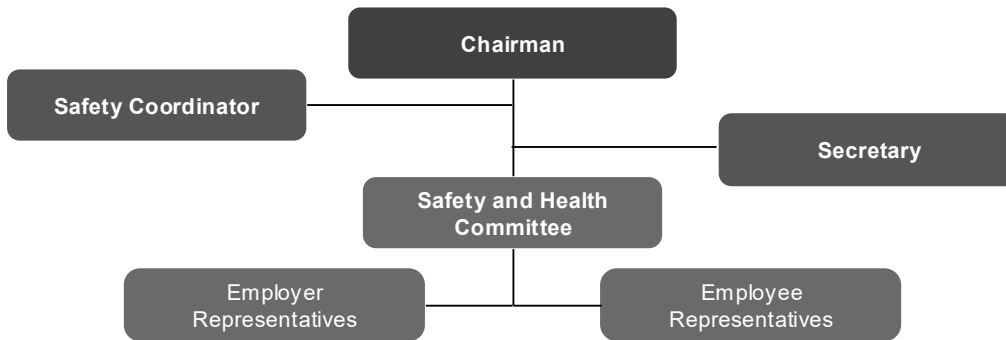 Chairman
Safety Coordinator
Secretary
Safety and Health
Committee
Employer
Representatives
Employee
Representatives